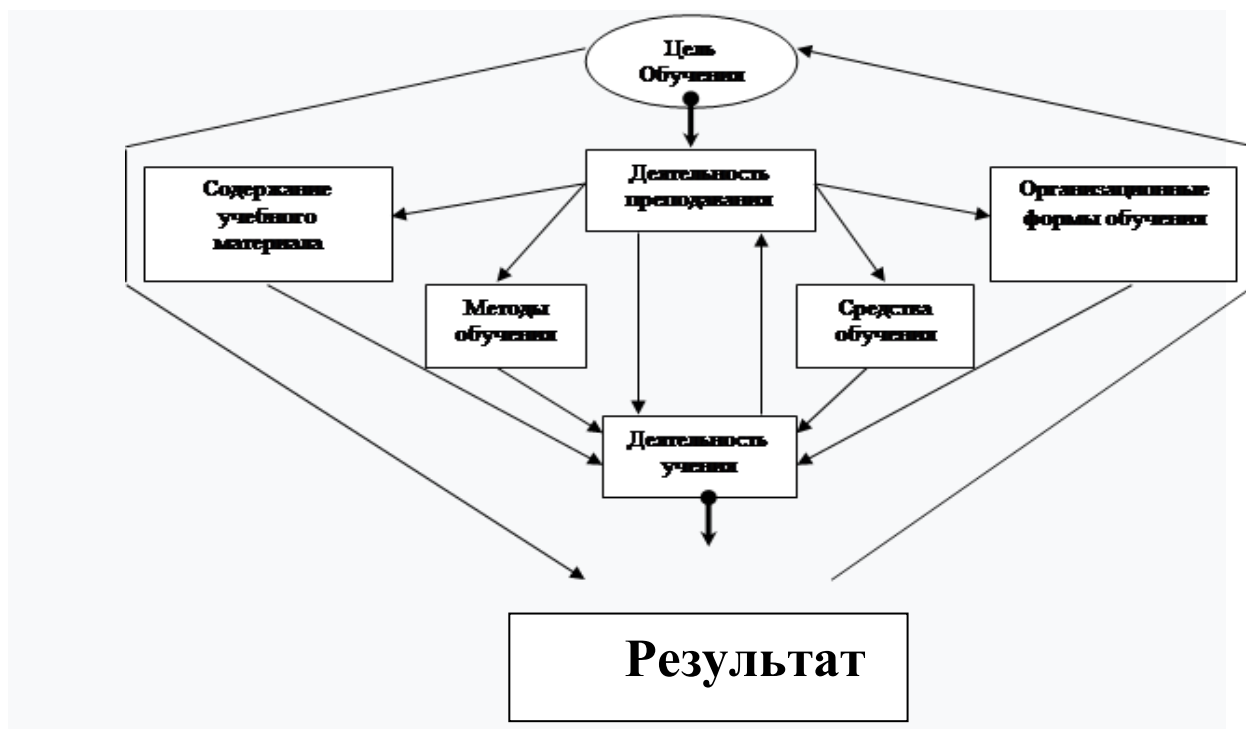 Цель
Обучения
Деятельность
преподавания
Содержание
учебного
материала
Организационные
формы обучения
Методы
обучения
Средства
обучения
Деятельность
учения
Результат